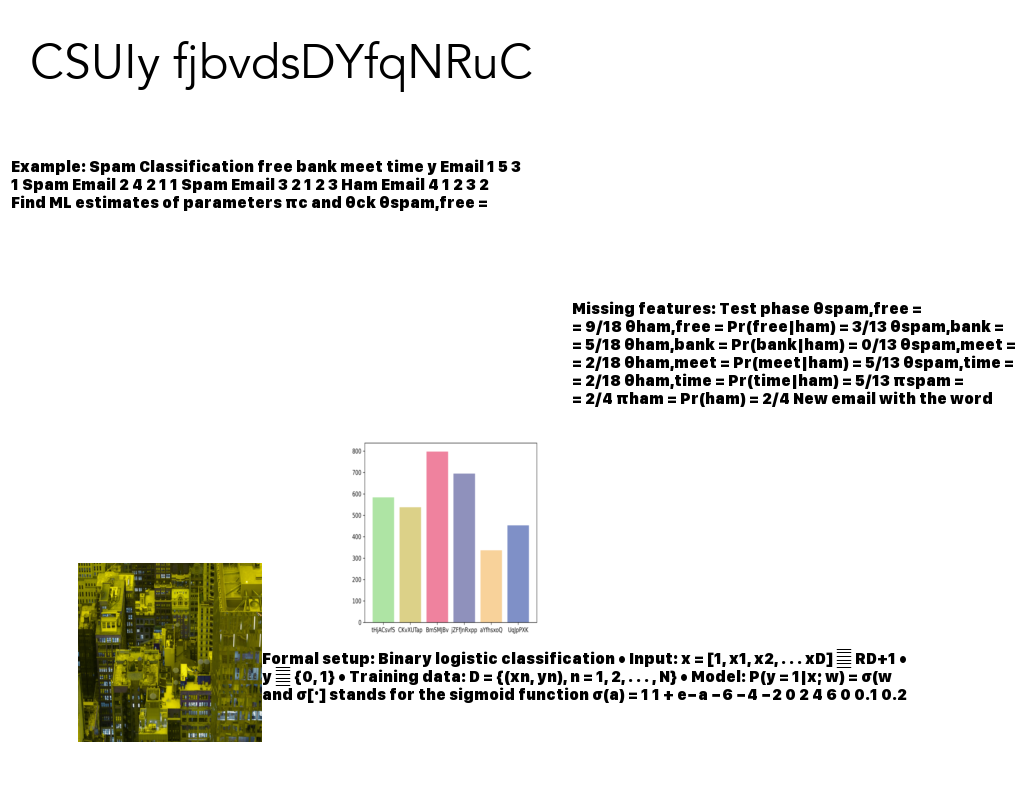 CSUIy fjbvdsDYfqNRuC
Example: Spam Classification free bank meet time y Email 1 5 3
1 Spam Email 2 4 2 1 1 Spam Email 3 2 1 2 3 Ham Email 4 1 2 3 2
Find ML estimates of parameters πc and θck θspam,free =
Missing features: Test phase θspam,free =
= 9/18 θham,free = Pr(free|ham) = 3/13 θspam,bank =
= 5/18 θham,bank = Pr(bank|ham) = 0/13 θspam,meet =
= 2/18 θham,meet = Pr(meet|ham) = 5/13 θspam,time =
= 2/18 θham,time = Pr(time|ham) = 5/13 πspam =
= 2/4 πham = Pr(ham) = 2/4 New email with the word
800
700
600
500
400
300
200
100
0
tHjACsvfS CKvXUTap BmSMjBv jZFfjnRxpp aYfhsxoQ UqJpPXK
Formal setup: Binary logistic classification • Input: x = [1, x1, x2, . . . xD] RD+1 •
y {0, 1} • Training data: D = {(xn, yn), n = 1, 2, . . . , N} • Model: P(y = 1|x; w) = σ(w
and σ[·] stands for the sigmoid function σ(a) = 1 1 + e−a −6 −4 −2 0 2 4 6 0 0.1 0.2